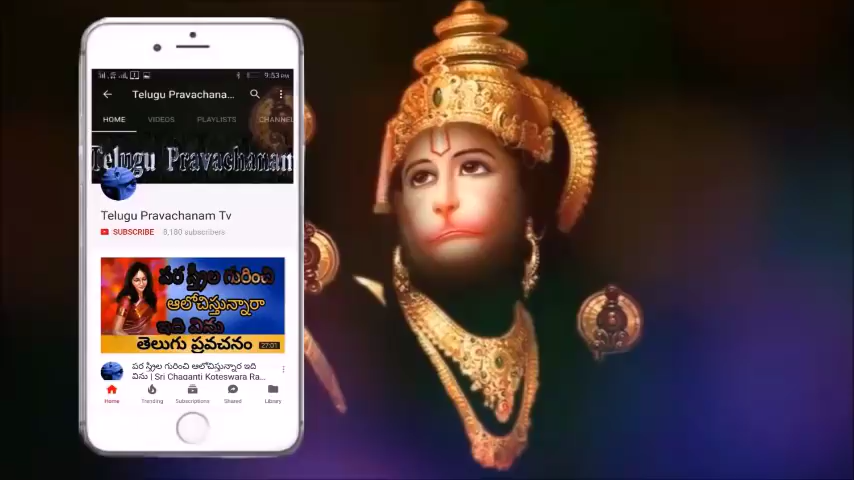 9:53 PM
Telugu Pravachana...
HOME VIDEOS PLAYLISTS CHANNEL
Telugu Pravachanam
Telugu Pravachanam Tv
SUBSCRIBE 8,180 subscribers
పర స్త్రీల గురించి
ఆలోచిస్తున్నారా
ఇది విను
తెలుగు ప్రవచనం 27:01
పర స్త్రీల గురించి ఆలోచిస్తున్నార ఇది
విను | Sri Chaganti Koteswara Ra...
Home Trending Subscriptions Shared Library